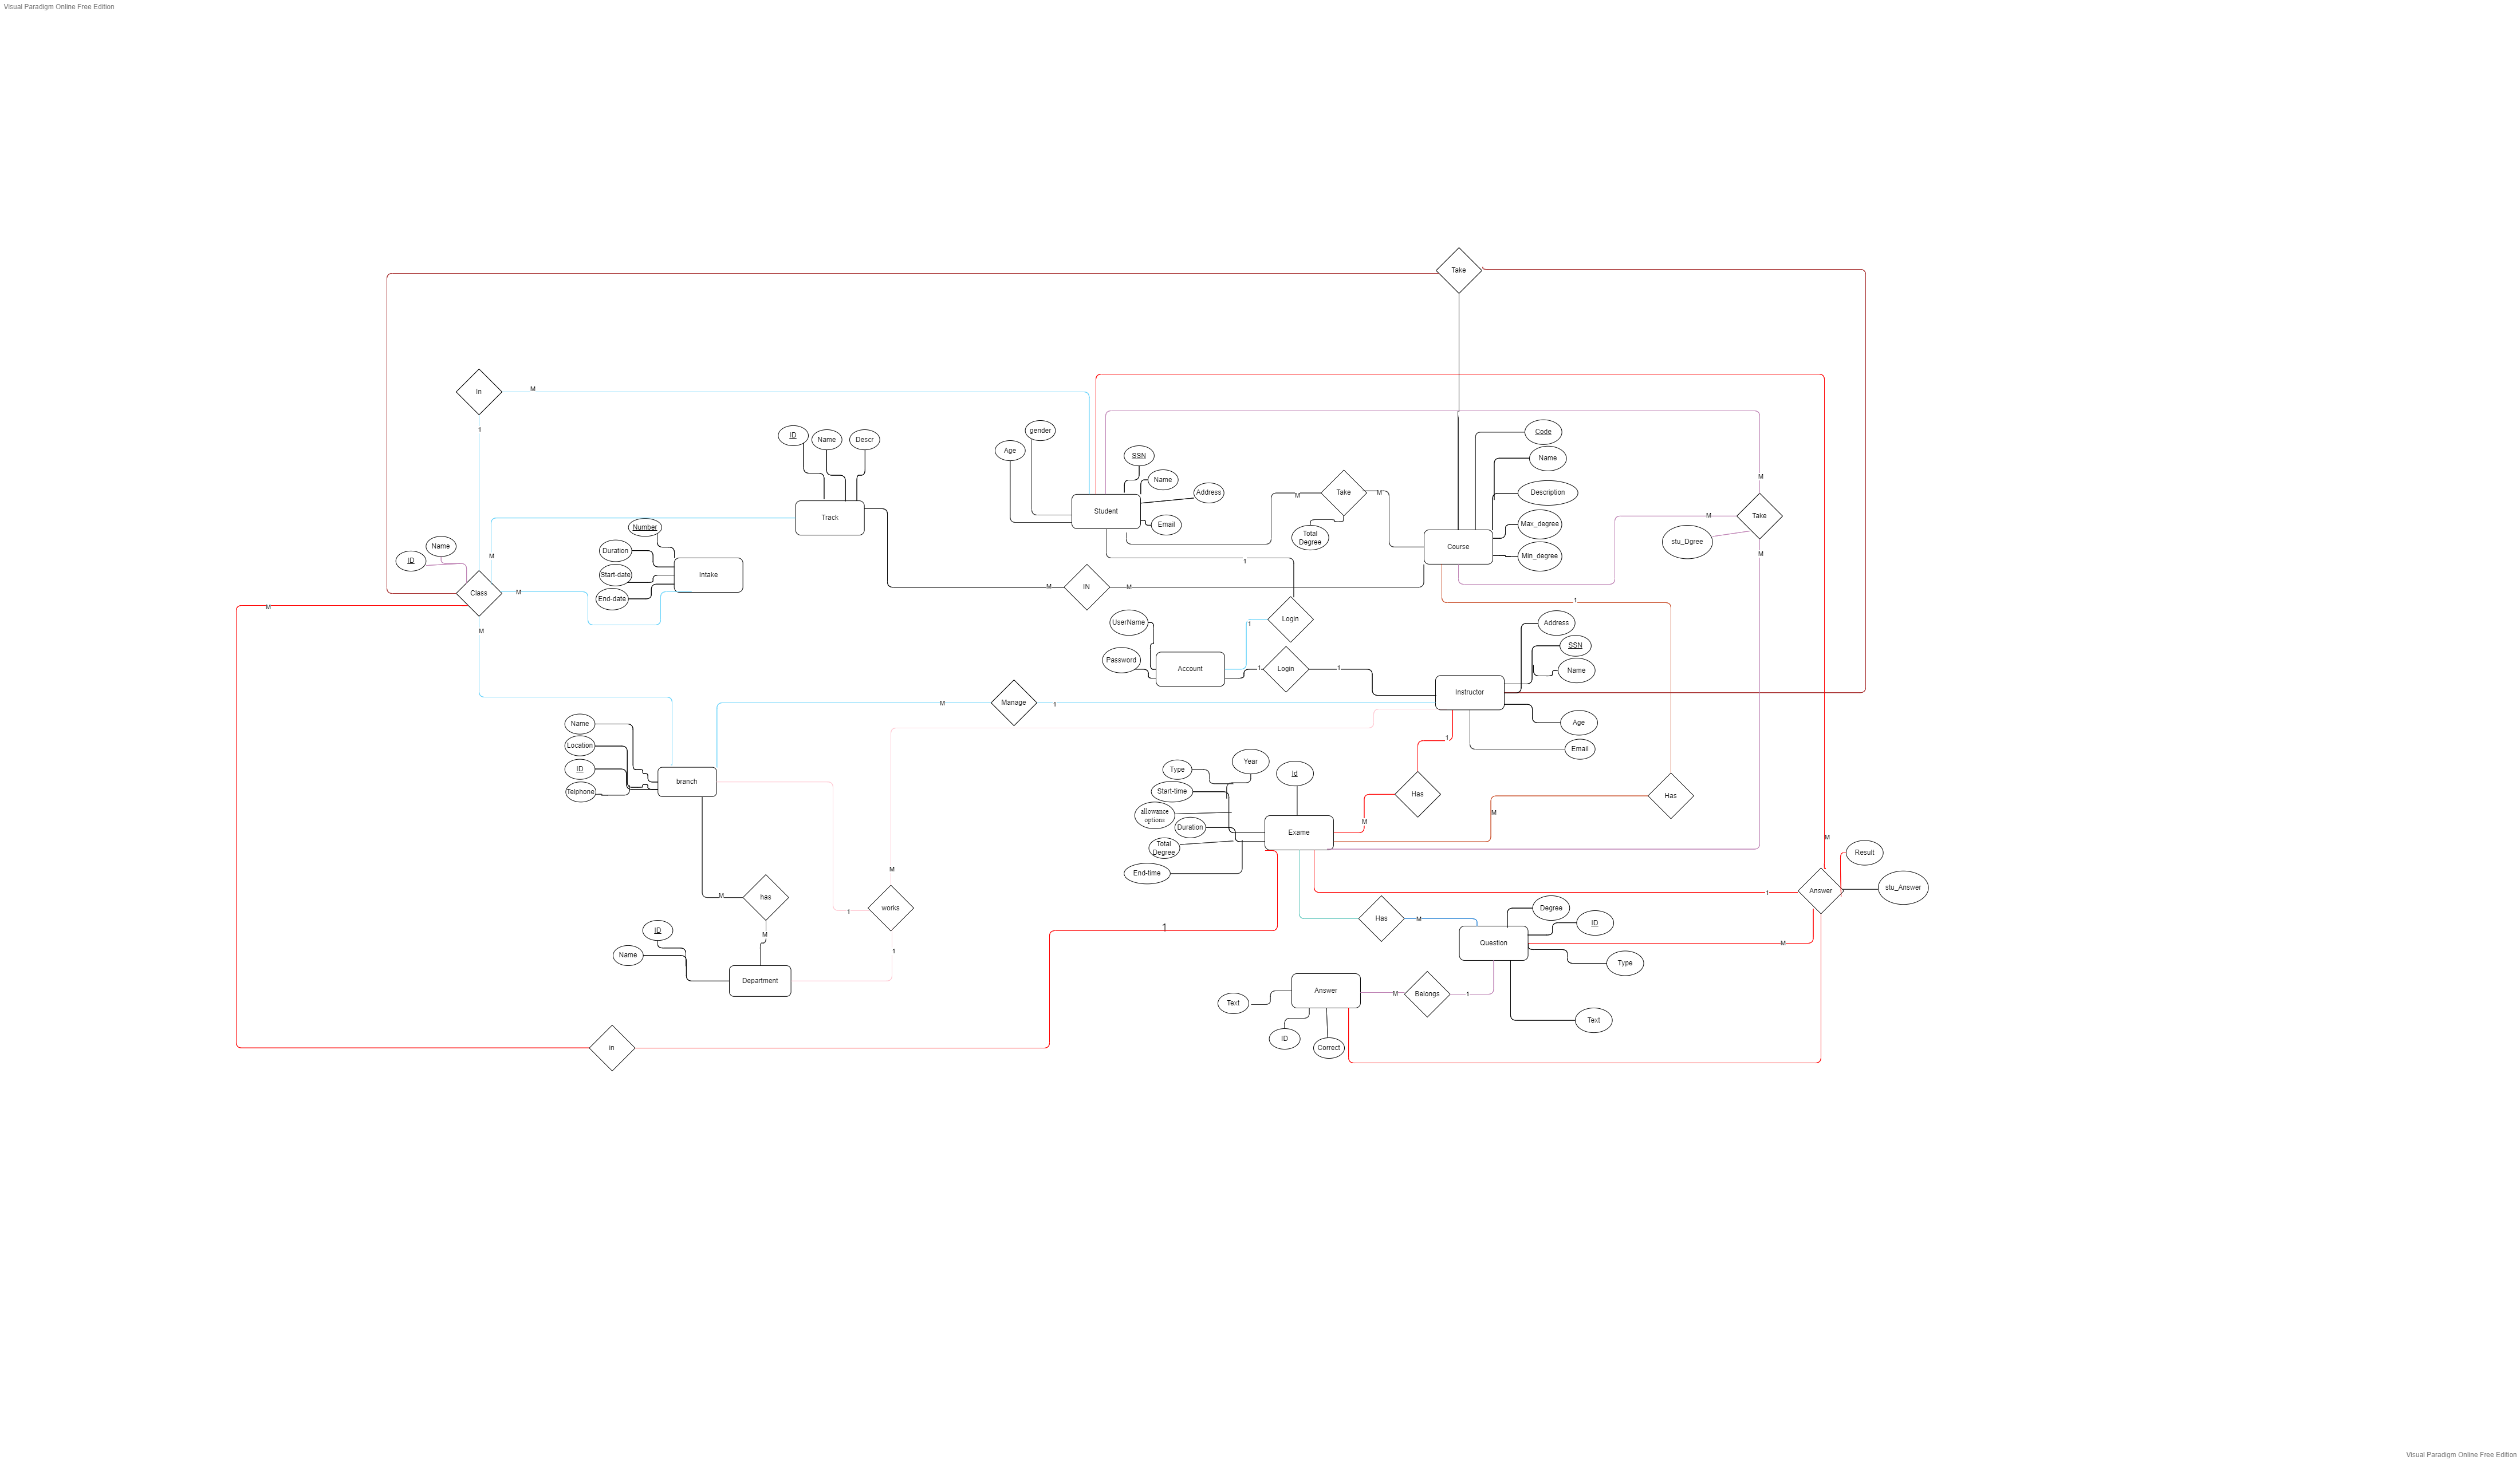 Visual Paradigm Online Free Edition
Take
In
M
1
ID
Name
Descr
Track
gender
Age
SSN
Name
Address
Email
Student
M
Take
M
Total
Degree
Code
Name
Description
Max_degree
Min_degree
Course
M
M
Take
M
stu_Dgree
Number
Duration
Start-date
End-date
Intake
ID
Name
M
Class
M
M
M
M
IN
M
1
1
UserName
Password
Account
1
Login
1
Login
1
Address
SSN
Name
Instructor
Age
Email
M
Manage
1
Name
Location
ID
Telphone
branch
1
Type
Year
Id
Start-time
allowance
options
Duration
Total
Degree
End-time
Exame
Has
M
M
Has
M
Result
Answer
stu_Answer
1
M
works
1
1
M
has
M
ID
Name
Department
1
Has
M
Degree
ID
Question
M
Type
Text
Answer
M
Belongs
1
Text
ID
Correct
in
Visual Paradigm Online Free Edition